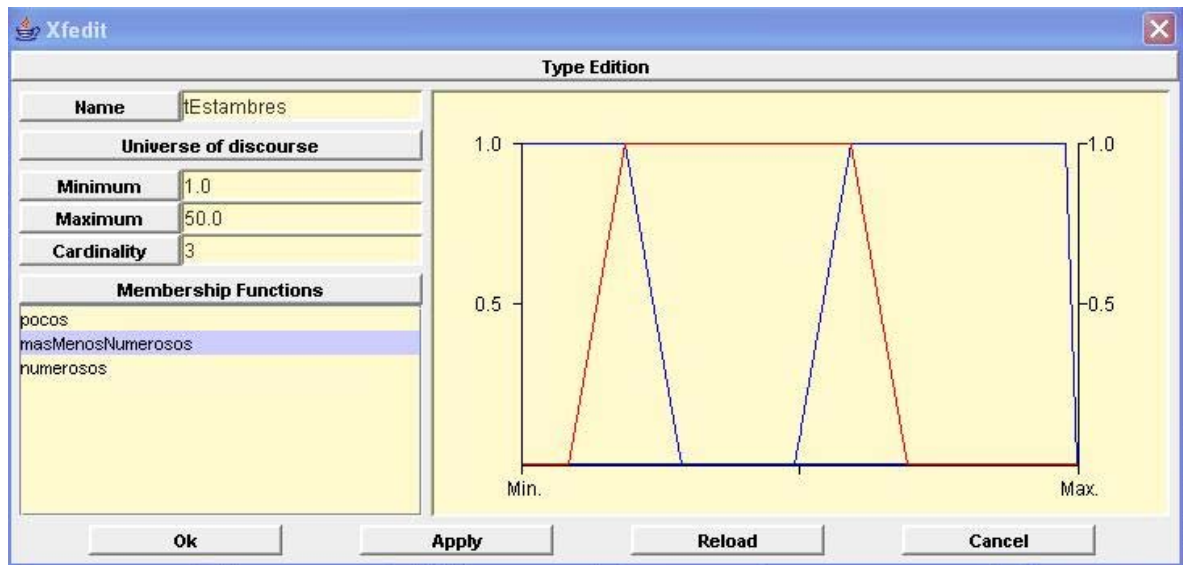 Xfedit
Type Edition
Name tEstambres
Universe of discourse
Minimum 1.0
Maximum 50.0
Cardinality 3
Membership Functions
pocos
masMenosNumerosos
numerosos
1.0 1.0
0.5 0.5
Min. Max.
Ok Apply Reload Cancel